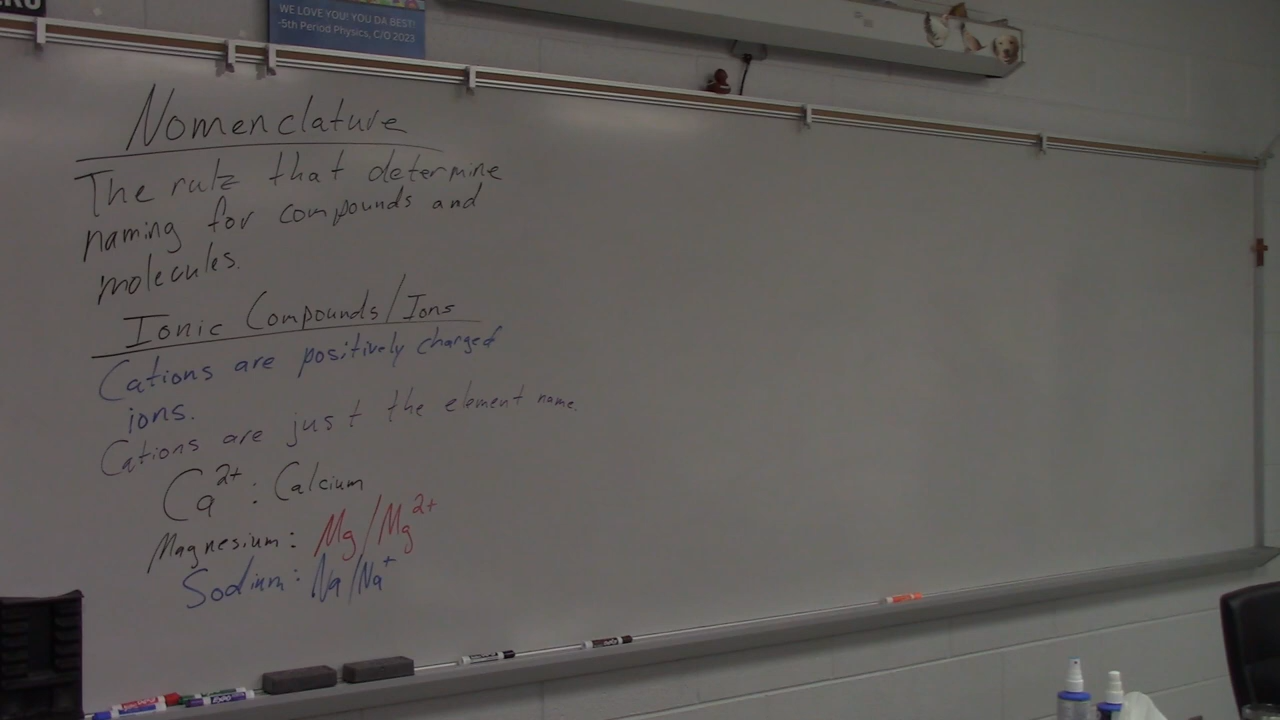 WE LOVE YOU! YOU DA BEST!
-5th Period Physics, C/O 2023
Nomenclature
The rule that determine
naming for compounds and
molecules.
Ionic Compounds/Ions
Cations are positively charged
ions.
Cations are just the element name.
Ca²⁺: Calcium
Magnesium: Mg/Mg²⁺
Sodium: Na/Na⁺